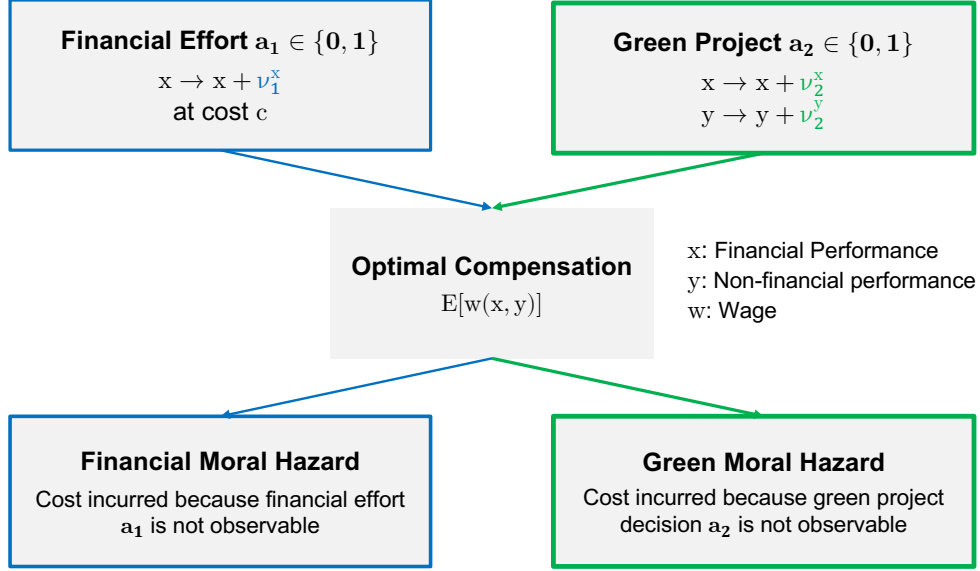 Financial Effort a₁ ∈ {0, 1}
x → x + ν₁ˣ
at cost c
Green Project a₂ ∈ {0, 1}
x → x + ν₂ˣ
y → y + ν₂ʸ
Optimal Compensation
E[w(x, y)]
x: Financial Performance
y: Non-financial performance
w: Wage
Financial Moral Hazard
Cost incurred because financial effort
a₁ is not observable
Green Moral Hazard
Cost incurred because green project
decision a₂ is not observable